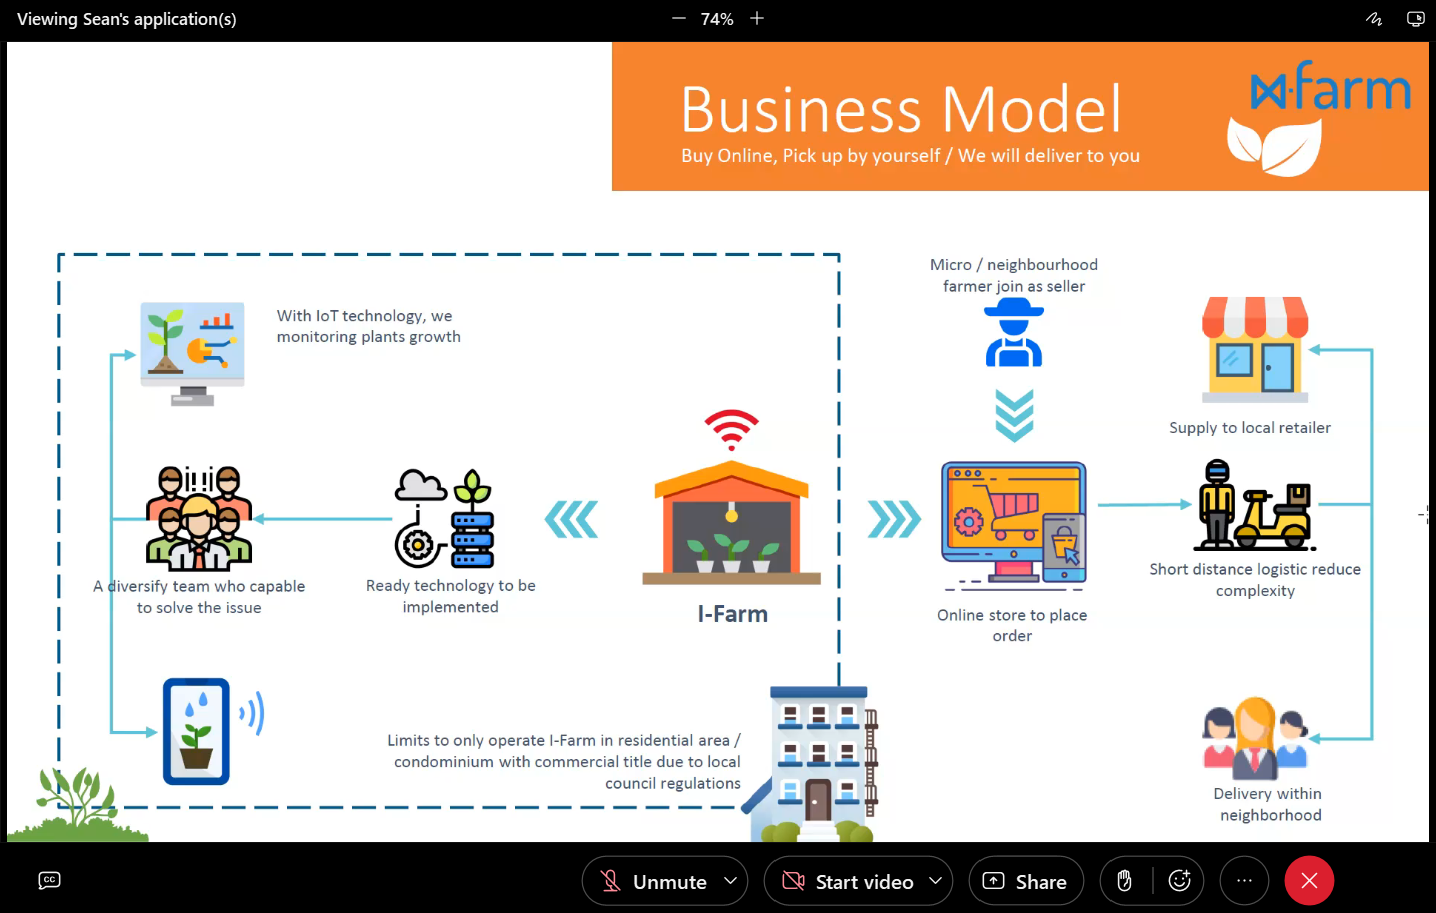 Viewing Sean's application(s)
74%
Business Model
Buy Online, Pick up by yourself / We will deliver to you
farm
With IoT technology, we
monitoring plants growth
A diversify team who capable
to solve the issue
Ready technology to be
implemented
I-Farm
Limits to only operate I-Farm in residential area /
condominium with commercial title due to local
council regulations
Micro / neighbourhood
farmer join as seller
Online store to place
order
Supply to local retailer
Short distance logistic reduce
complexity
Delivery within
neighborhood
CC
Unmute
Start video
Share